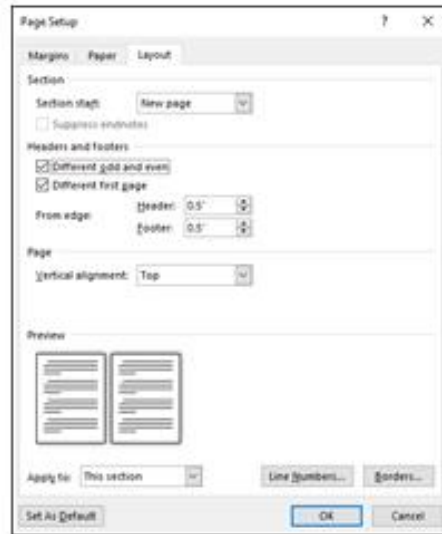 Page Setup ? ×
Margins Paper Layout
Section
Section start: New page
Suppress endnotes
Headers and footers
Different odd and even
Different first page
From edge: Header: 0.5"
Footer: 0.5"
Page
Vertical alignment: Top
Preview
Apply to: This section Line Numbers... Borders...
Set As Default OK Cancel